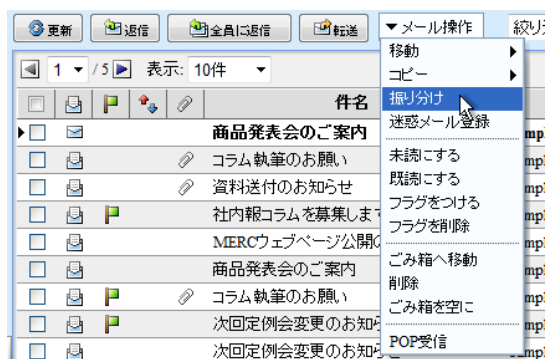 更新 返信 全員に返信 転送 ▼メール操作
1 ▼ /5 表示: 10件 ▼
件名
商品発表会のご案内
コラム執筆のお願い
資料送付のお知らせ
社内報コラムを募集しま
MERCウェブページ公開
商品発表会のご案内
コラム執筆のお願い
次回定例会変更のお知
次回定例会変更のお知
移動
コピー
振り分け
迷惑メール登録
未読にする
既読にする
フラグをつける
フラグを削除
ごみ箱へ移動
削除
ごみ箱を空に
POP受信